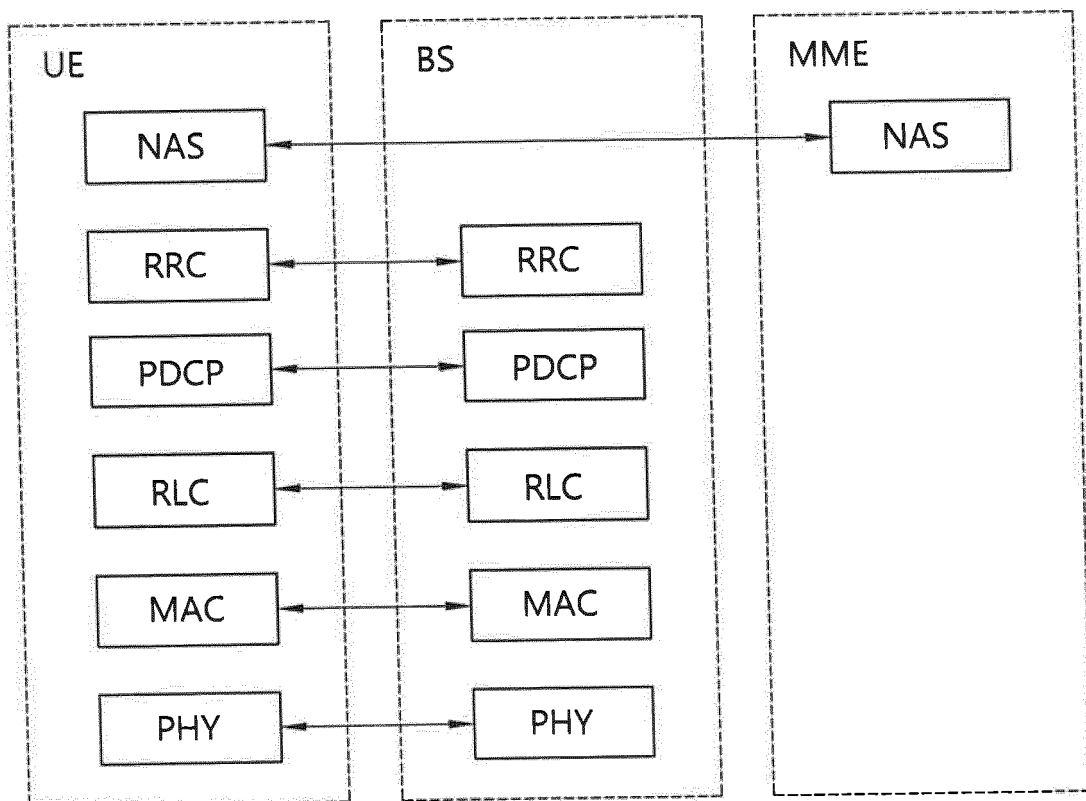 UE
BS
MME
NAS
NAS
RRC
RRC
PDCP
PDCP
RLC
RLC
MAC
MAC
PHY
PHY